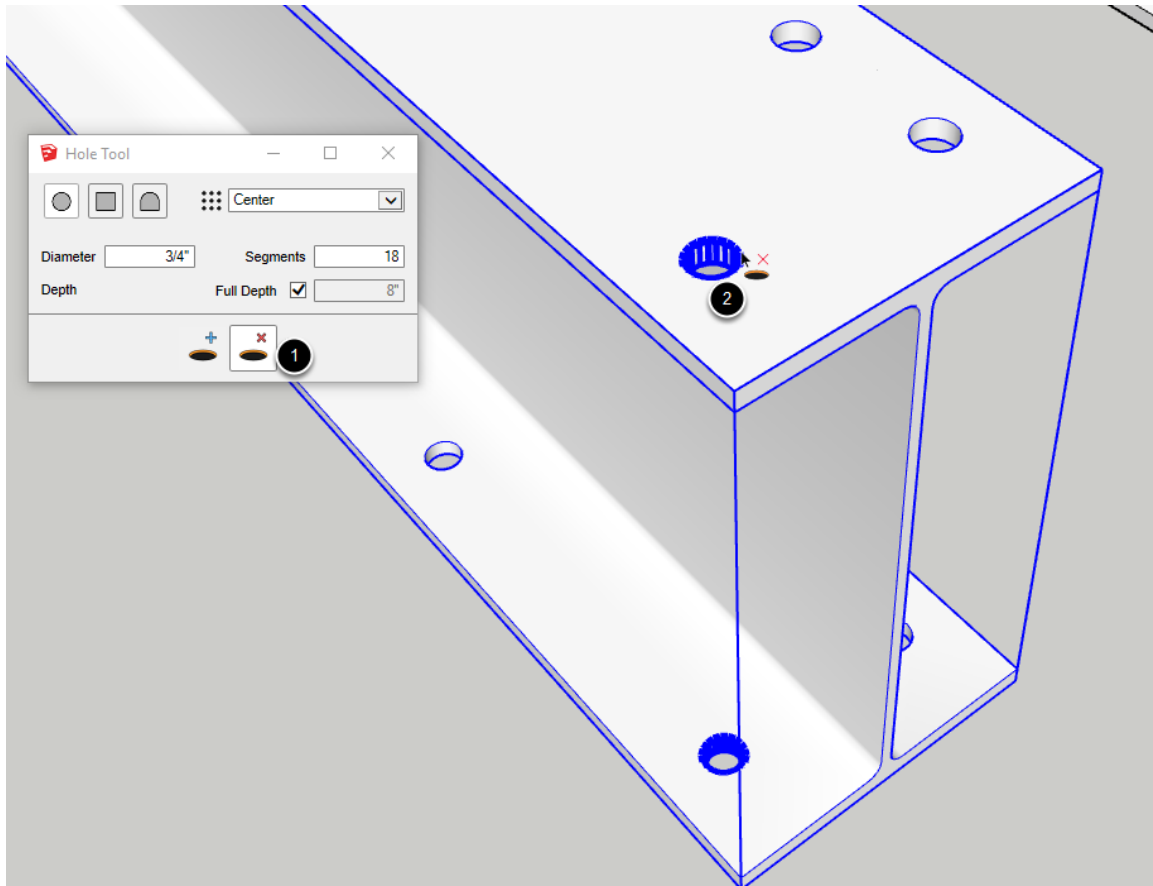 Hole Tool
Center
Diameter 3/4" Segments 18
Depth Full Depth 8"
1
2